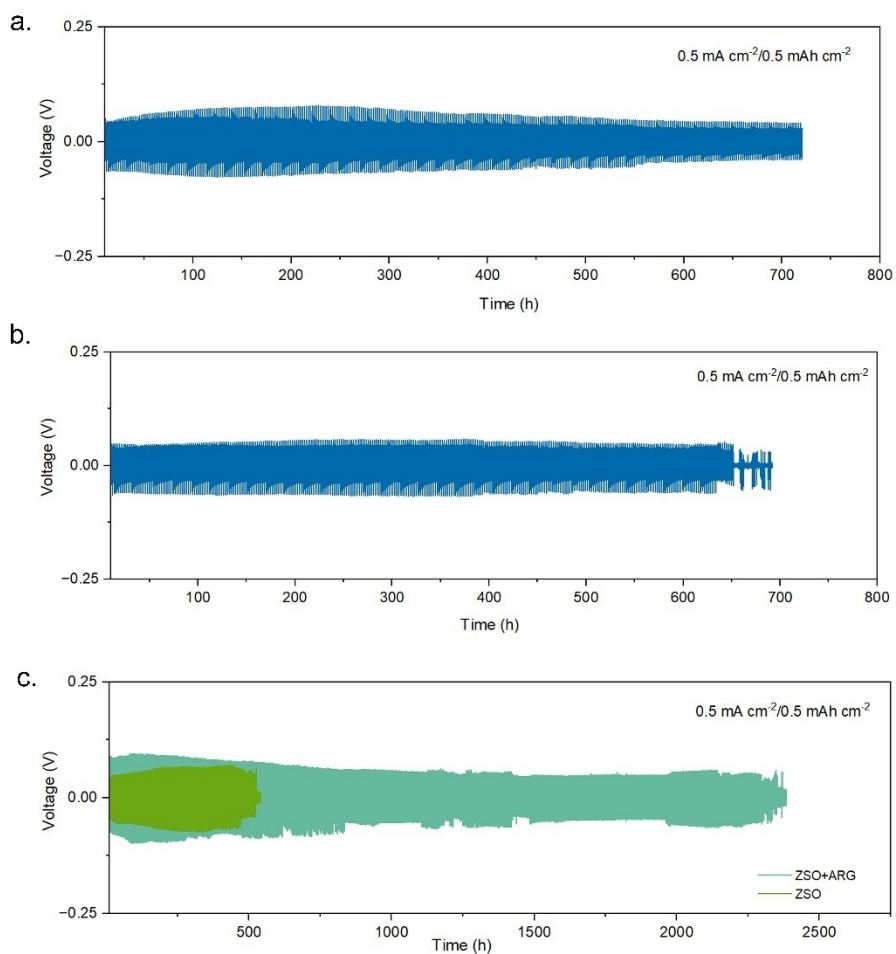 a.
0.25
0.5 mA cm⁻²/0.5 mAh cm⁻²
Voltage (V)
0.00
−0.25
100 200 300 400 500 600 700 800
Time (h)
b.
0.25
0.5 mA cm⁻²/0.5 mAh cm⁻²
Voltage (V)
0.00
−0.25
100 200 300 400 500 600 700 800
Time (h)
c.
0.25
0.5 mA cm⁻²/0.5 mAh cm⁻²
Voltage (V)
0.00
ZSO+ARG
ZSO
−0.25
500 1000 1500 2000 2500
Time (h)